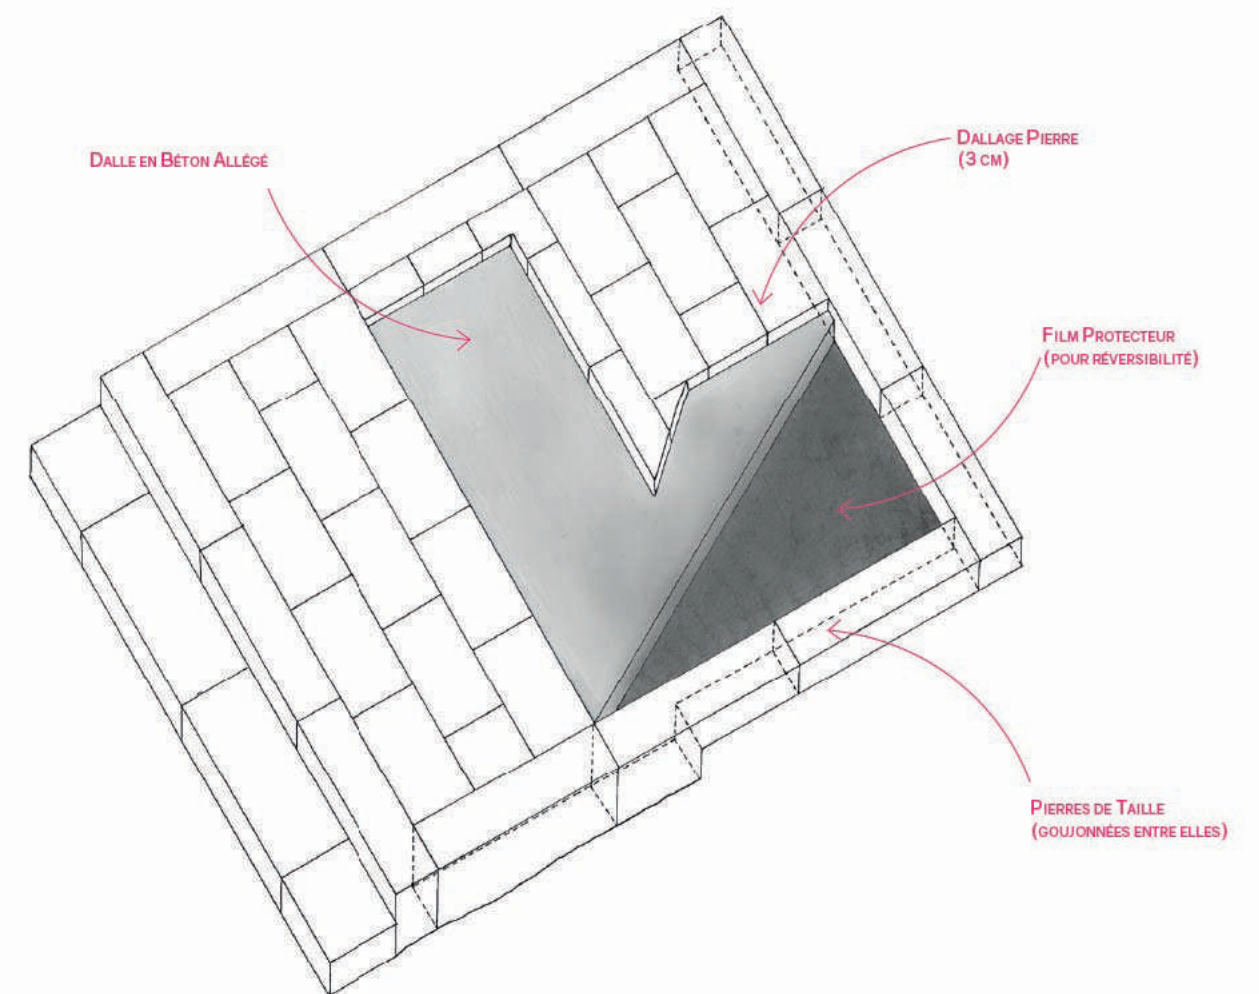 DALLE EN BÉTON ALLÉGÉ
DALLAGE PIERRE
(3 CM)
FILM PROTECTEUR
(POUR RÉVERSIBILITÉ)
PIERRES DE TAILLE
(GOUJONNÉES ENTRE ELLES)